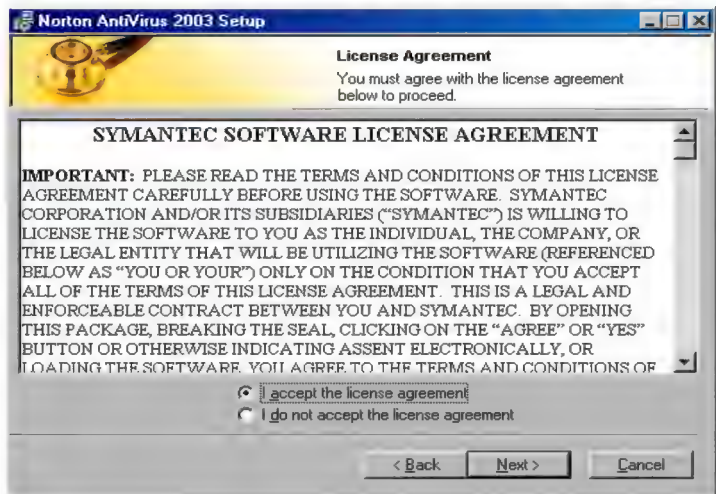 Norton AntiVirus 2003 Setup
License Agreement
You must agree with the license agreement
below to proceed.
SYMANTEC SOFTWARE LICENSE AGREEMENT
IMPORTANT: PLEASE READ THE TERMS AND CONDITIONS OF THIS LICENSE
AGREEMENT CAREFULLY BEFORE USING THE SOFTWARE. SYMANTEC
CORPORATION AND/OR ITS SUBSIDIARIES (“SYMANTEC”) IS WILLING TO
LICENSE THE SOFTWARE TO YOU AS THE INDIVIDUAL, THE COMPANY, OR
THE LEGAL ENTITY THAT WILL BE UTILIZING THE SOFTWARE (REFERENCED
BELOW AS “YOU OR YOUR”) ONLY ON THE CONDITION THAT YOU ACCEPT
ALL OF THE TERMS OF THIS LICENSE AGREEMENT. THIS IS A LEGAL AND
ENFORCEABLE CONTRACT BETWEEN YOU AND SYMANTEC. BY OPENING
THIS PACKAGE, BREAKING THE SEAL, CLICKING ON THE “AGREE” OR “YES”
BUTTON OR OTHERWISE INDICATING ASSENT ELECTRONICALLY, OR
LOADING THE SOFTWARE, YOU AGREE TO THE TERMS AND CONDITIONS OF
I accept the license agreement
I do not accept the license agreement
< Back Next > Cancel